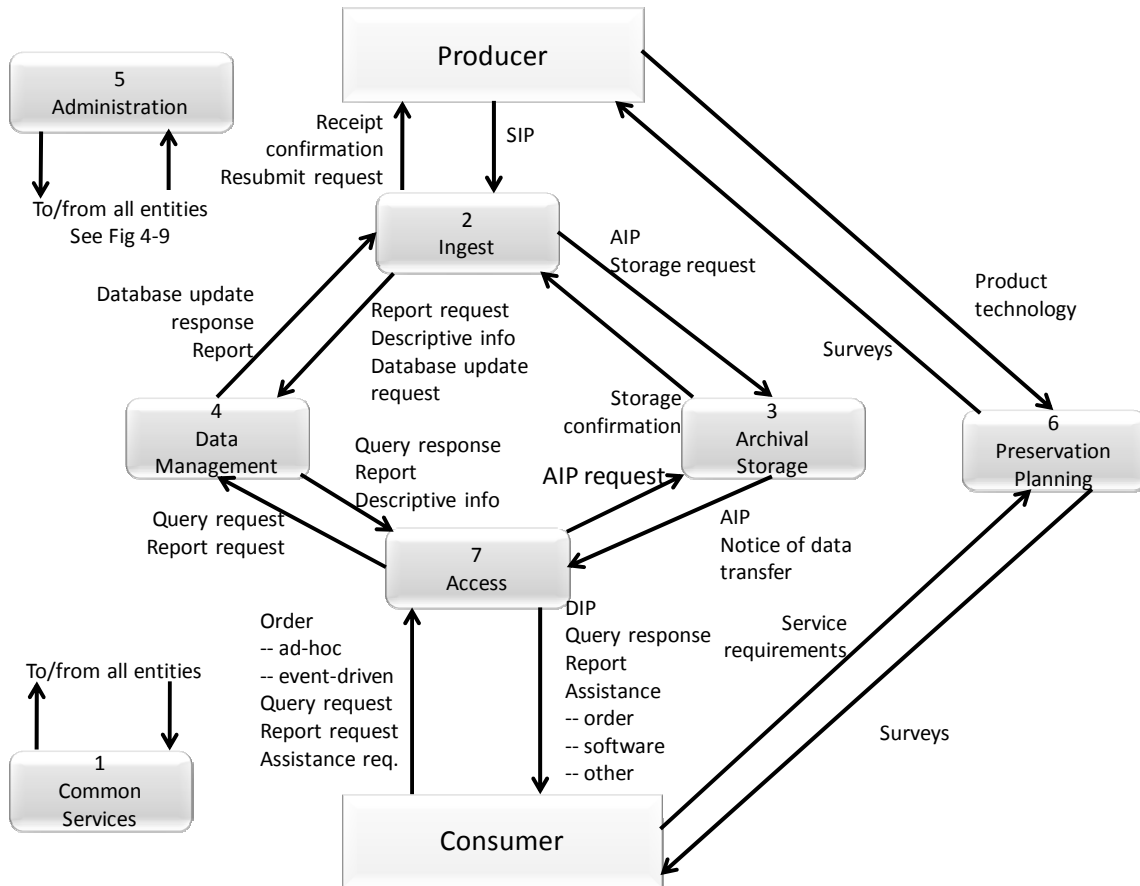 Producer
5
Administration
Receipt
confirmation
Resubmit request
SIP
To/from all entities
See Fig 4-9
2
Ingest
AIP
Storage request
Database update
response
Report
Report request
Descriptive info
Database update
request
Product
technology
Surveys
Storage
confirmation
4
Data
Management
3
Archival
Storage
6
Preservation
Planning
Query response
Report
Descriptive info
AIP request
Query request
Report request
AIP
Notice of data
transfer
7
Access
Order
-- ad-hoc
-- event-driven
Query request
Report request
Assistance req.
DIP
Query response
Report
Assistance
-- order
-- software
-- other
Service
requirements
To/from all entities
Surveys
1
Common
Services
Consumer